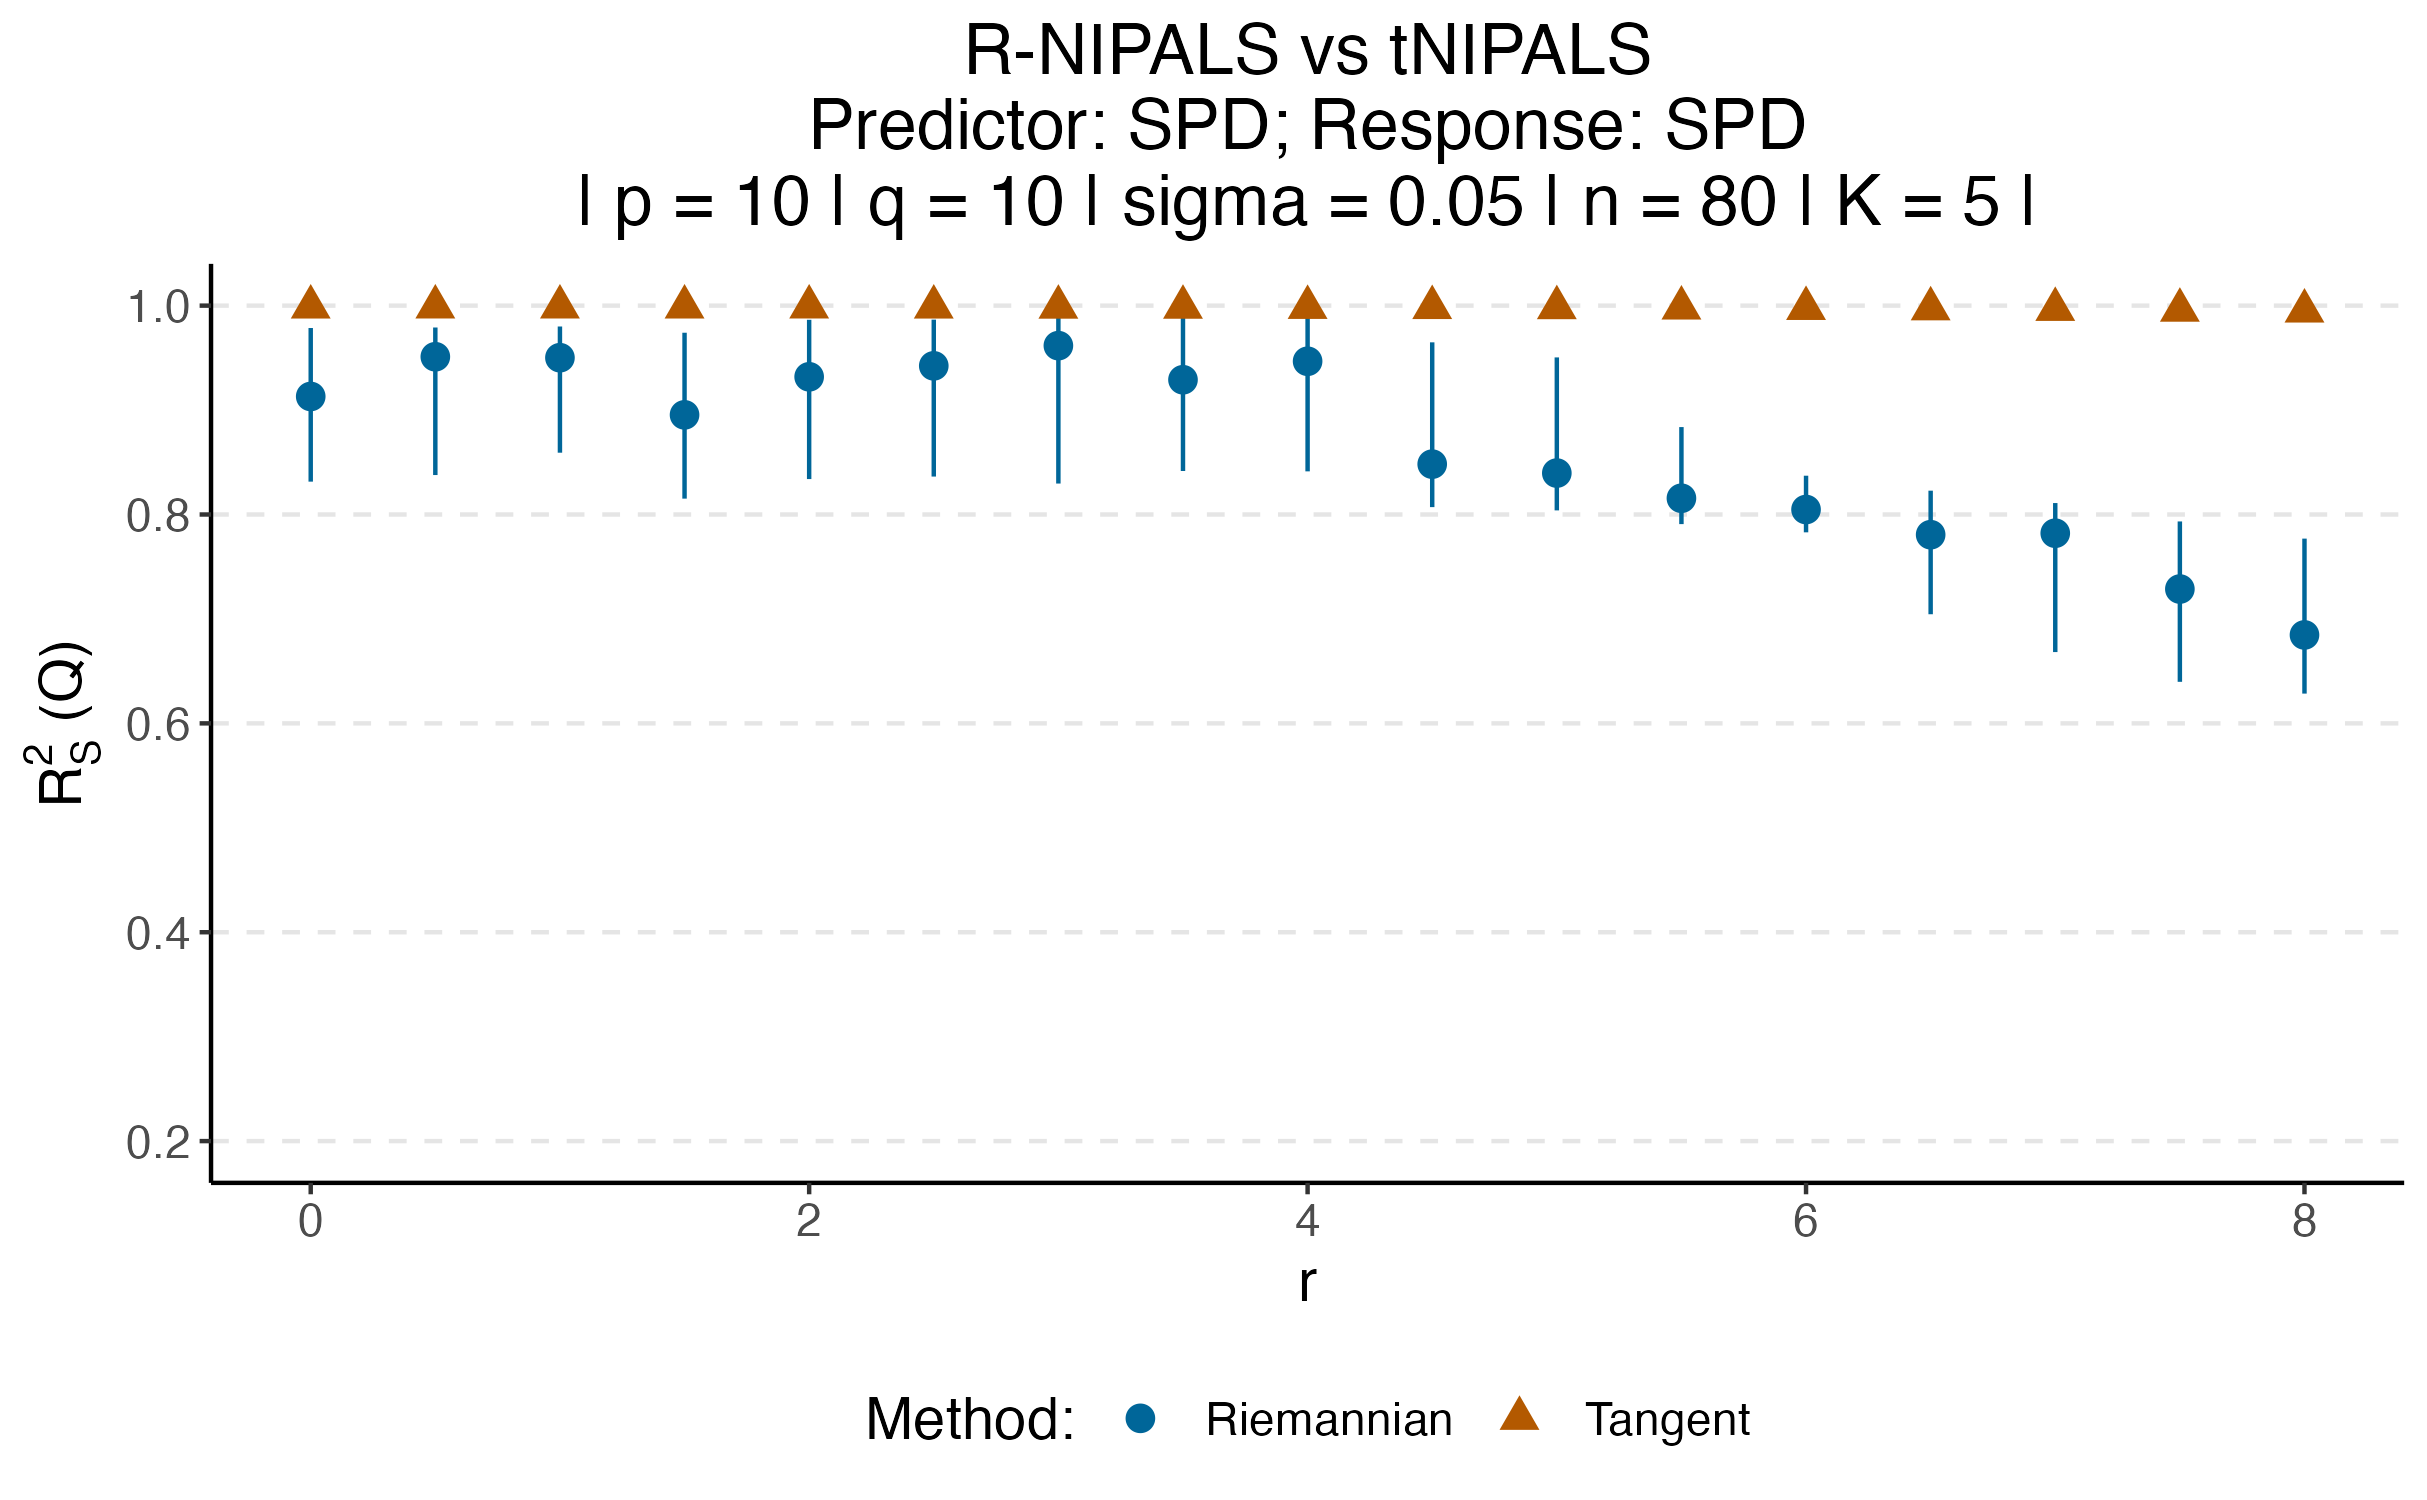 R-NIPALS vs tNIPALS
Predictor: SPD; Response: SPD
| p = 10 | q = 10 | sigma = 0.05 | n = 80 | K = 5 |
R²S (Q)
1.0
0.8
0.6
0.4
0.2
0 2 4 6 8
r
Method: Riemannian Tangent